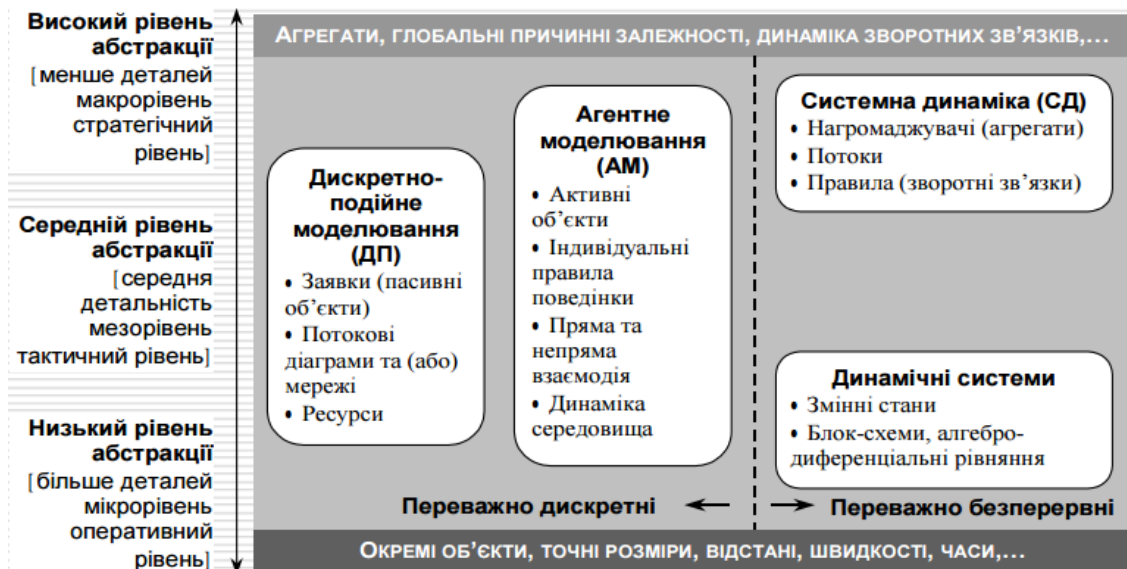 Високий рівень
абстракції
[менше деталей
макрорівень
стратегічний
рівень]
Середній рівень
абстракції
[середня
детальність
мезорівень
тактичний рівень]
Низький рівень
абстракції
[більше деталей
мікрорівень
оперативний
рівень]
АГРЕГАТИ, ГЛОБАЛЬНІ ПРИЧИННІ ЗАЛЕЖНОСТІ, ДИНАМІКА ЗВОРОТНИХ ЗВ’ЯЗКІВ,…
Дискретно-
подійне
моделювання
(ДП)
• Заявки (пасивні
об’єкти)
• Потокові
діаграми та (або)
мережі
• Ресурси
Агентне
моделювання
(АМ)
• Активні
об’єкти
• Індивідуальні
правила
поведінки
• Пряма та
непряма
взаємодія
• Динаміка
середовища
Системна динаміка (СД)
• Нагромаджувачі (агрегати)
• Потоки
• Правила (зворотні зв’язки)
Динамічні системи
• Змінні стани
• Блок-схеми, алгебро-
диференціальні рівняння
Переважно дискретні
Переважно безперервні
ОКРЕМІ ОБ’ЄКТИ, ТОЧНІ РОЗМІРИ, ВІДСТАНІ, ШВИДКОСТІ, ЧАСИ,…